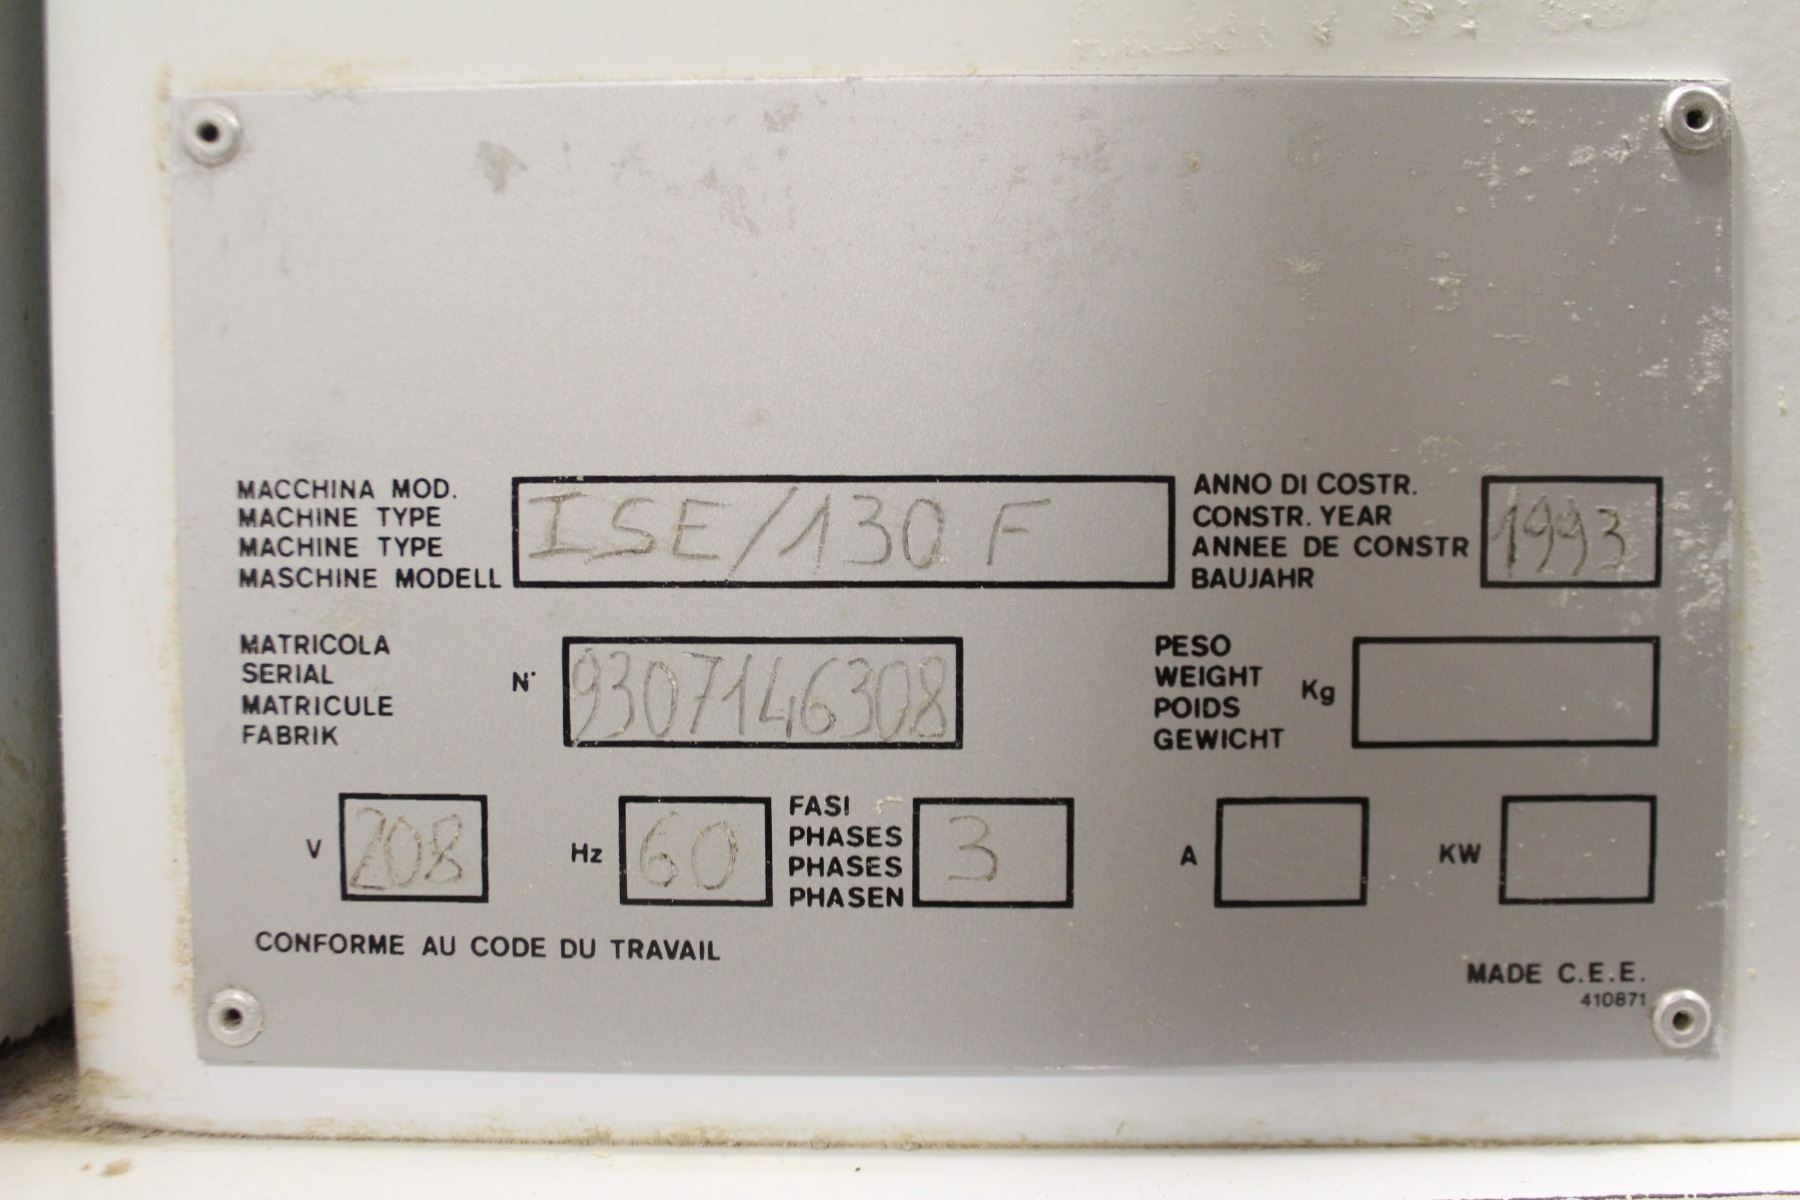 MACCHINA MOD.
MACHINE TYPE
MACHINE TYPE
MASCHINE MODELL
ISE/130 F
ANNO DI COSTR.
CONSTR. YEAR
ANNEE DE CONSTR
BAUJAHR
1993
MATRICOLA
SERIAL
MATRICULE
FABRIK
N°
9307146308
PESO
WEIGHT
POIDS
GEWICHT
Kg
V
208
Hz
60
FASI
PHASES
PHASES
PHASEN
3
A
KW
CONFORME AU CODE DU TRAVAIL
MADE C.E.E.
410871